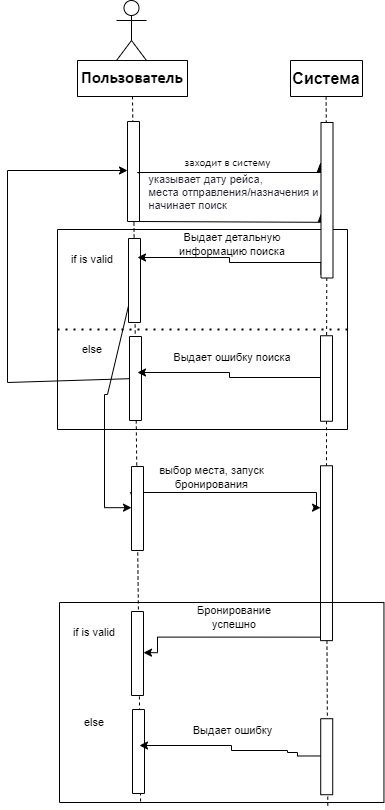 Пользователь
Система
заходит в систему
указывает дату рейса,
места отправления/назначения и
начинает поиск
Выдает детальную
информацию поиска
if is valid
else
Выдает ошибку поиска
выбор места, запуск
бронирования
Бронирование
успешно
if is valid
else
Выдает ошибку